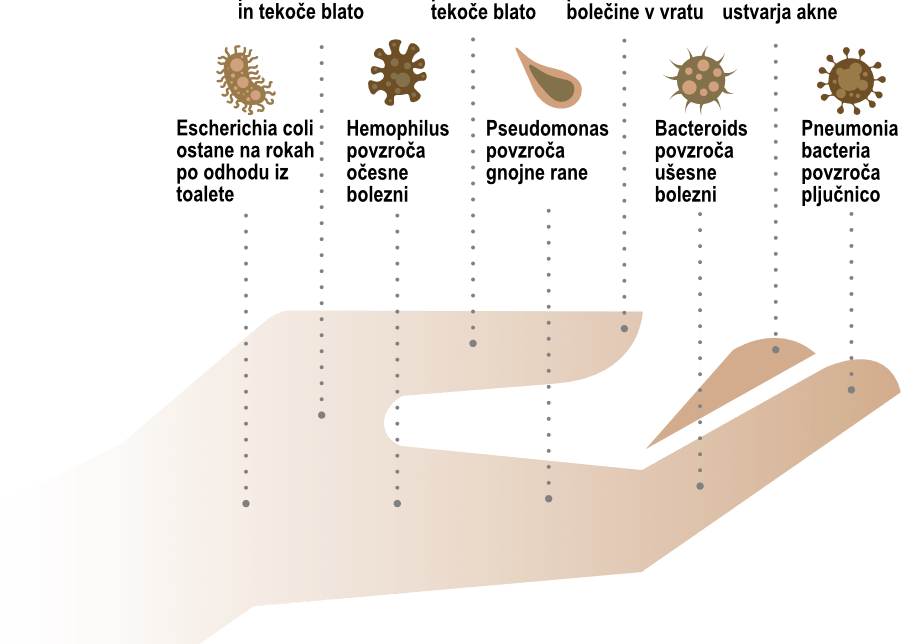 in tekoče blato
tekoče blato
bolečine v vratu
ustvarja akne
Escherichia coli
ostane na rokah
po odhodu iz
toalete
Hemophilus
povzroča
očesne
bolezni
Pseudomonas
povzroča
gnojne rane
Bacteroids
povzroča
ušesne
bolezni
Pneumonia
bacteria
povzroča
pljučnico